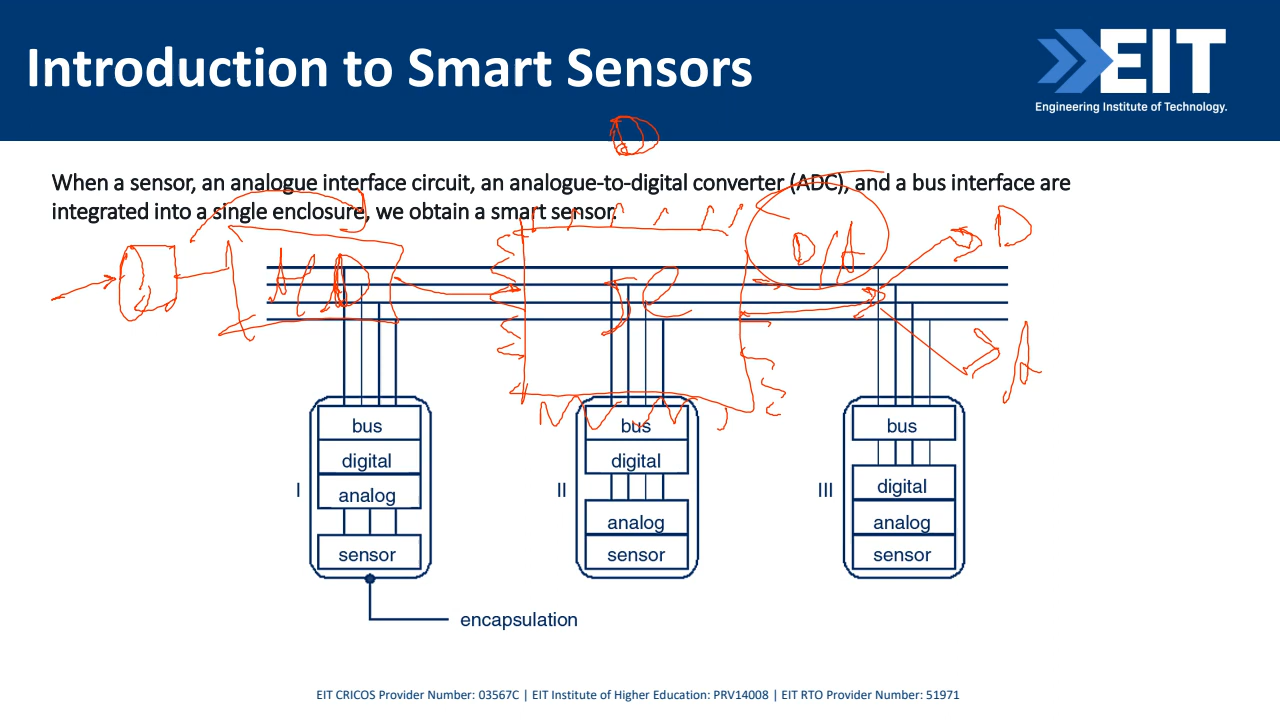 Introduction to Smart Sensors
EIT
Engineering Institute of Technology.
When a sensor, an analogue interface circuit, an analogue-to-digital converter (ADC), and a bus interface are
integrated into a single enclosure, we obtain a smart sensor.
D
A/D
D/A
D
A
bus
digital
I
analog
sensor
bus
digital
II
analog
sensor
bus
III
digital
analog
sensor
encapsulation
EIT CRICOS Provider Number: 03567C | EIT Institute of Higher Education: PRV14008 | EIT RTO Provider Number: 51971